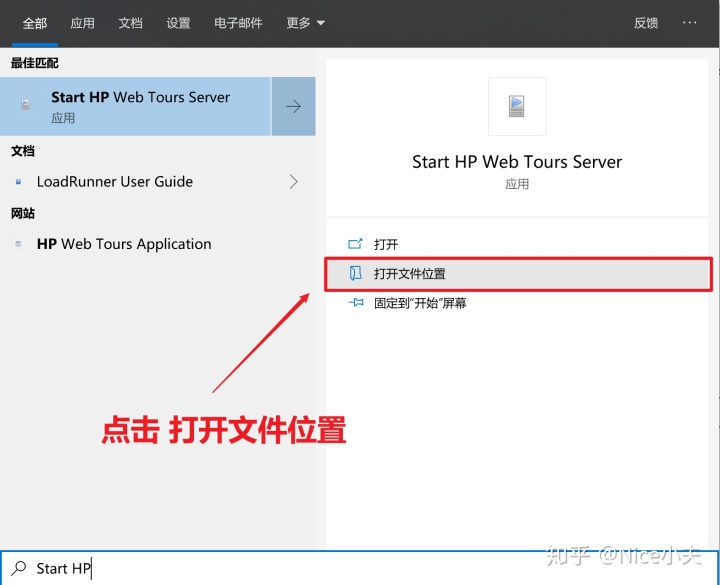 全部 应用 文档 设置 电子邮件 更多 反馈 ···
最佳匹配
Start HP Web Tours Server
应用
文档
LoadRunner User Guide
网站
HP Web Tours Application
Start HP Web Tours Server
应用
打开
打开文件位置
固定到“开始”屏幕
点击 打开文件位置
知乎 @Nice小夫
Start HP